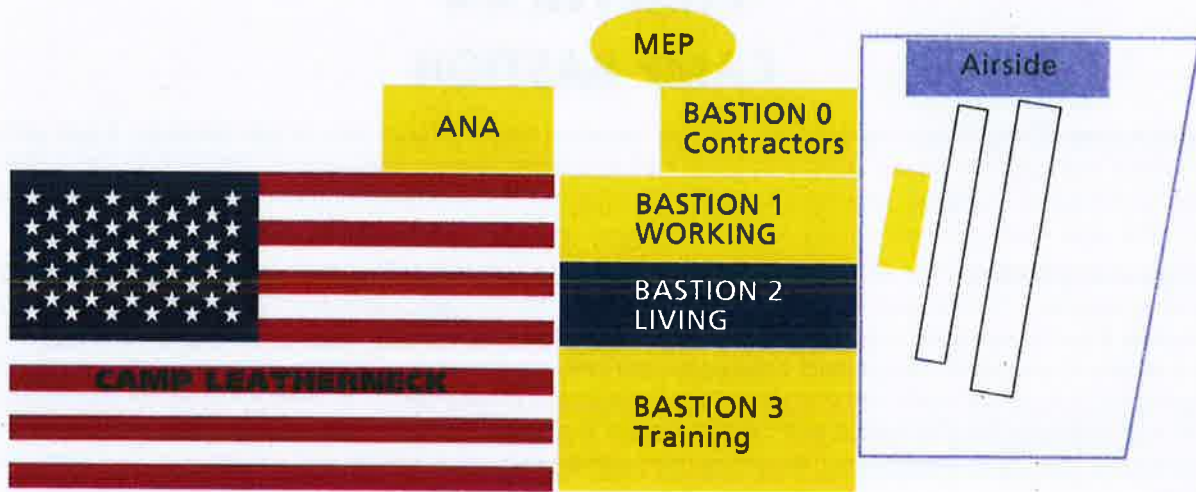 MEP
Airside
ANA
BASTION 0
Contractors
BASTION 1
WORKING
BASTION 2
LIVING
CAMP LEATHERNECK
BASTION 3
Training